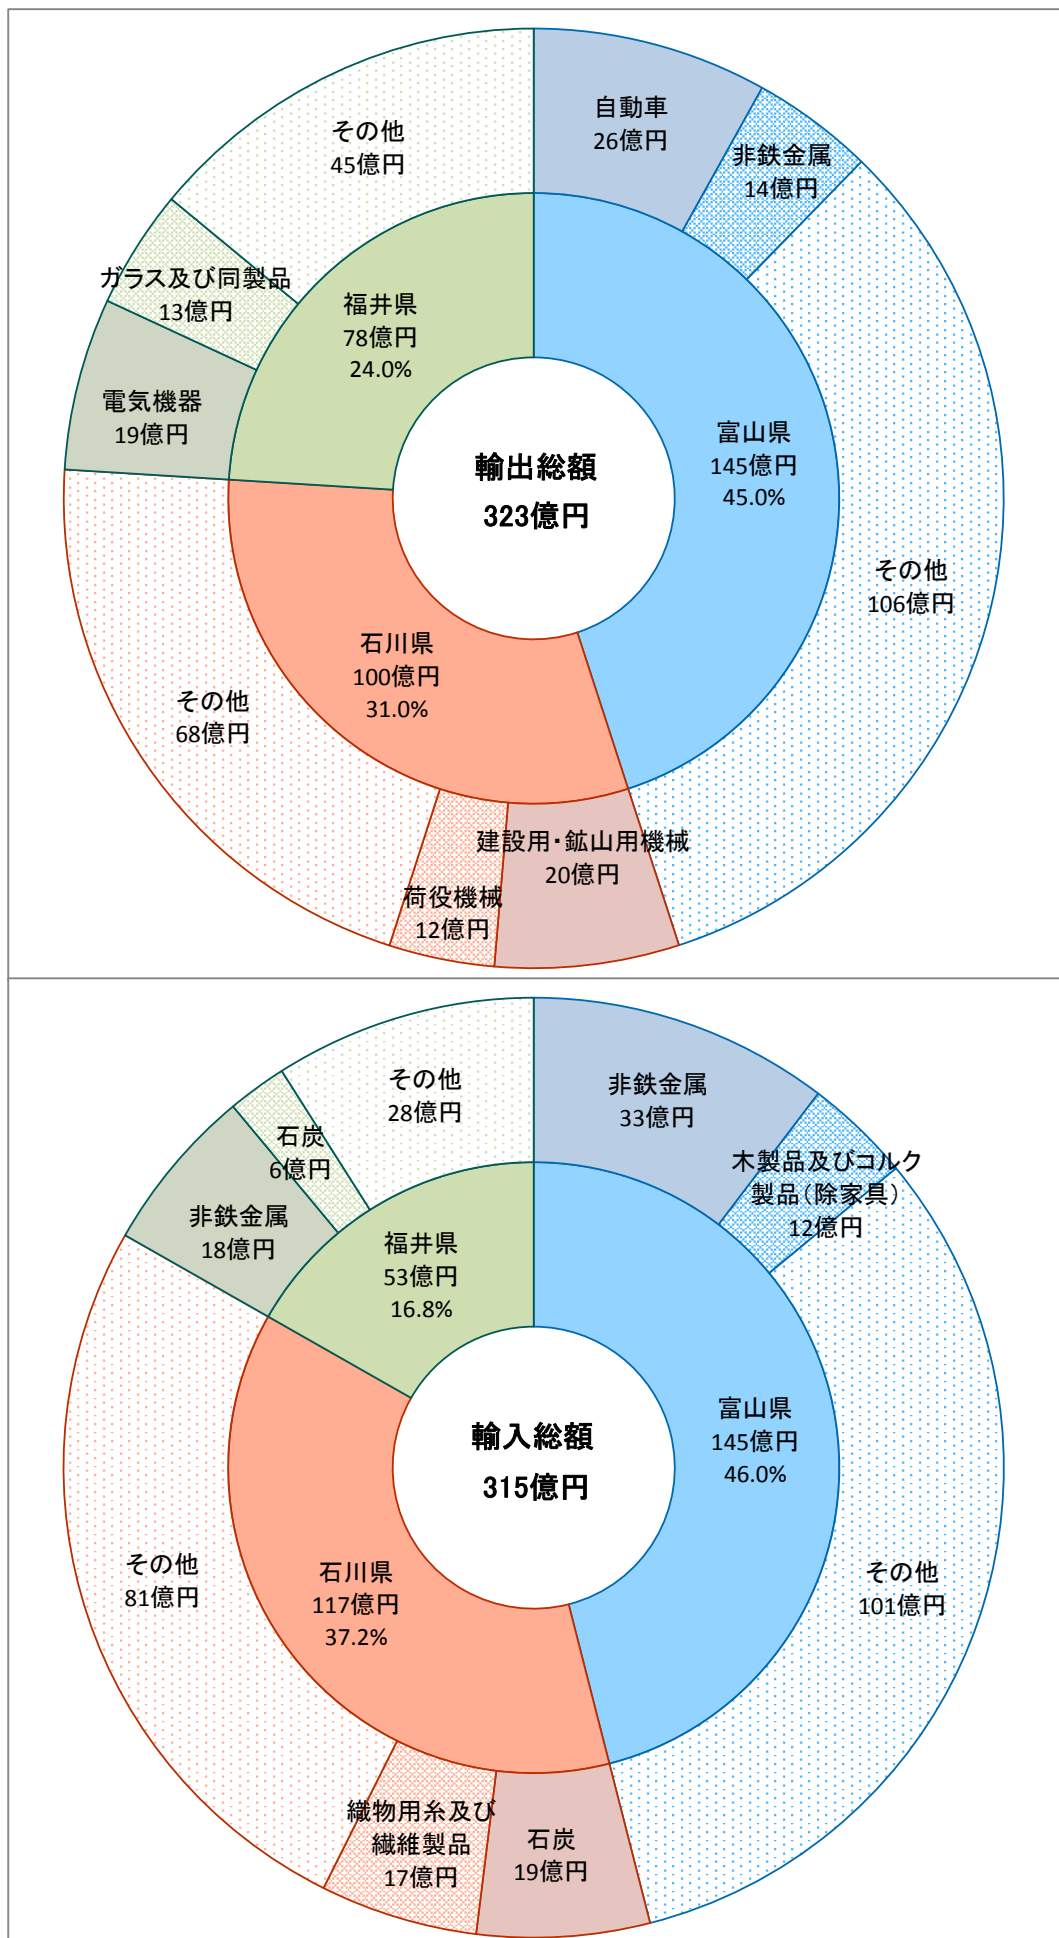 自動車
26億円
非鉄金属
14億円
その他
106億円
富山県
145億円
45.0%
建設用・鉱山用機械
20億円
荷役機械
12億円
その他
68億円
石川県
100億円
31.0%
電気機器
19億円
ガラス及び同製品
13億円
その他
45億円
福井県
78億円
24.0%
輸出総額
323億円
非鉄金属
33億円
木製品及びコルク
製品（除家具）
12億円
その他
101億円
富山県
145億円
46.0%
石炭
19億円
織物用糸及び
繊維製品
17億円
その他
81億円
石川県
117億円
37.2%
非鉄金属
18億円
石炭
6億円
その他
28億円
福井県
53億円
16.8%
輸入総額
315億円